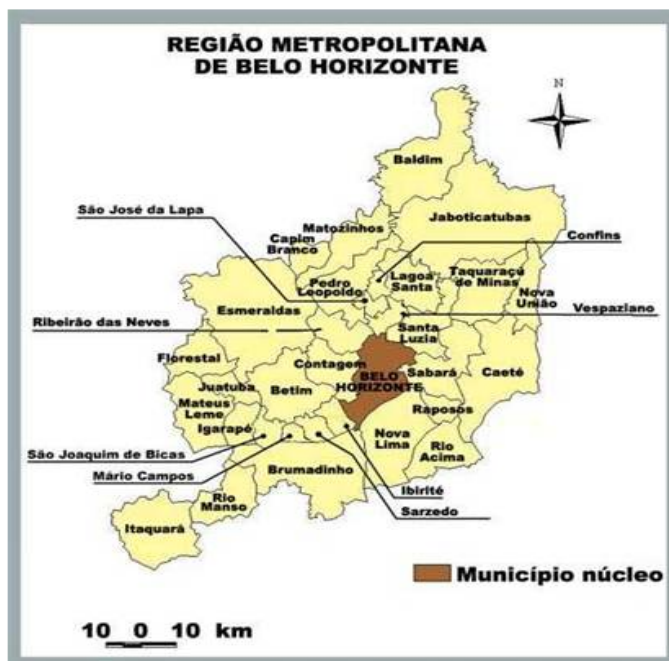 REGIÃO METROPOLITANA
DE BELO HORIZONTE
N
Baldim
São José da Lapa
Jaboticatubas
Matozinhos
Capim
Branco
Confins
Pedro
Leopoldo
Lagoa
Santa
Taquaraçú
de Minas
Nova
União
Esmeraldas
Vespaziano
Ribeirão das Neves
Santa
Luzia
Florestal
Contagem
BELO
HORIZONTE
Sabará
Caeté
Juatuba
Betim
Mateus
Leme
Igarapé
Raposos
Nova
Lima
Rio
Acima
São Joaquim de Bicas
Mário Campos
Brumadinho
Ibirité
Sarzedo
Rio
Manso
Itaquará
Município núcleo
10 0 10 km